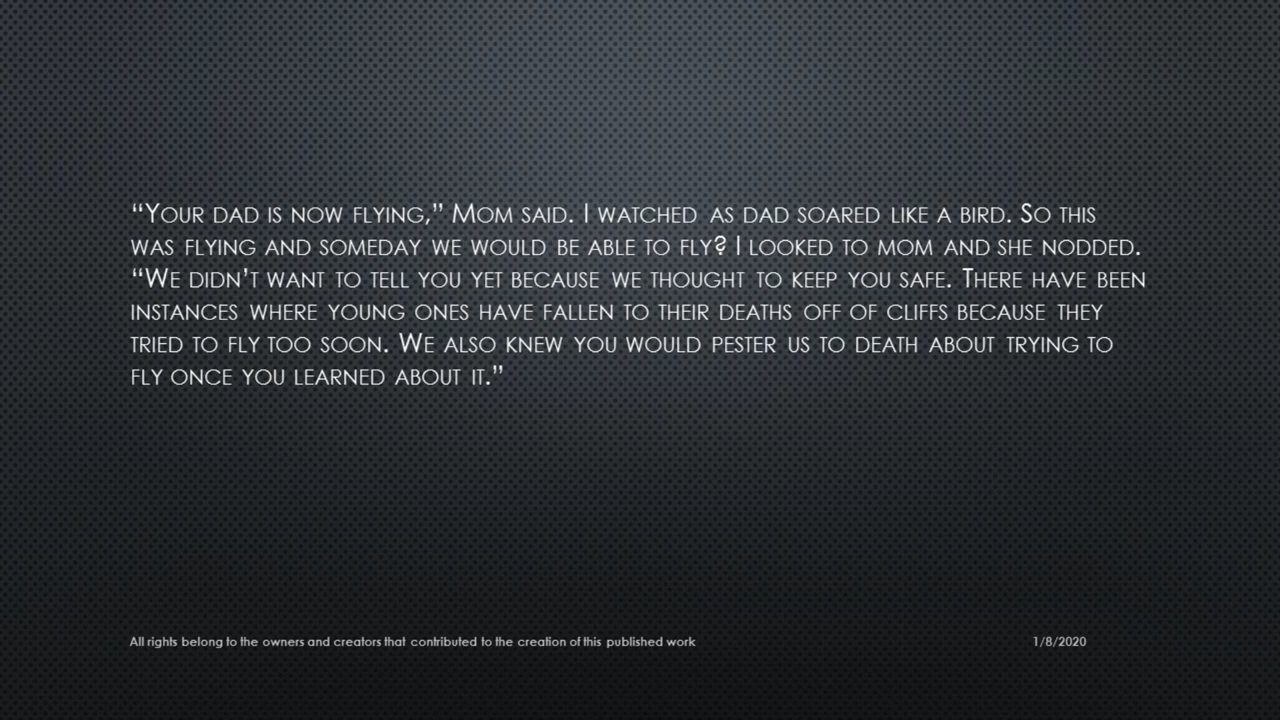 “Your dad is now flying,” Mom said. I watched as dad soared like a bird. So this
was flying and someday we would be able to fly? I looked to mom and she nodded.
“We didn’t want to tell you yet because we thought to keep you safe. There have been
instances where young ones have fallen to their deaths off of cliffs because they
tried to fly too soon. We also knew you would pester us to death about trying to
fly once you learned about it.”
All rights belong to the owners and creators that contributed to the creation of this published work
1/8/2020